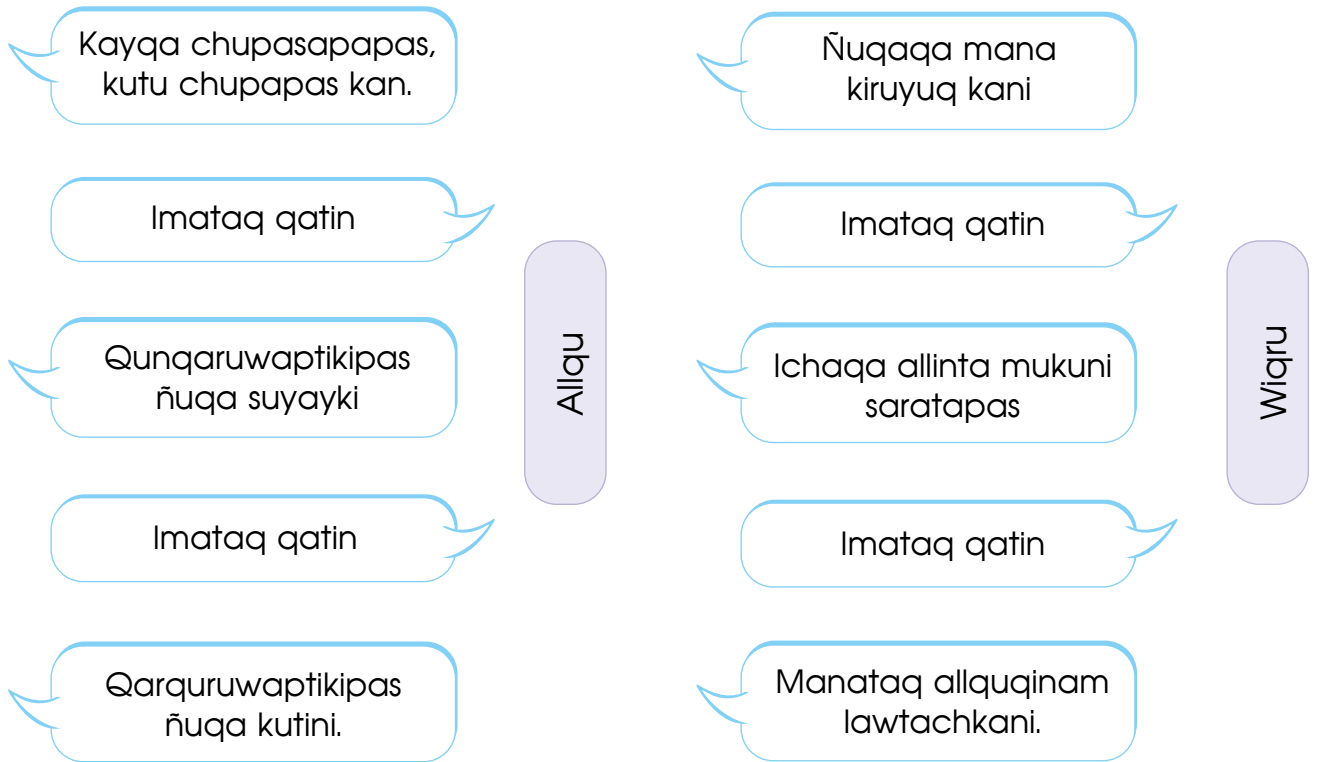 Kayqa chupasapapas,
kutu chupapas kan.
Imataq qatin
Qunqaruwaptikipas
ñuqa suyayki
Imataq qatin
Qarquruwaptikipas
ñuqa kutini.
Allqu
Ñuqaqa mana
kiruyuq kani
Imataq qatin
Ichaqa allinta mukuni
saratapas
Imataq qatin
Manataq allquqinam
lawtachkani.
Wiqru